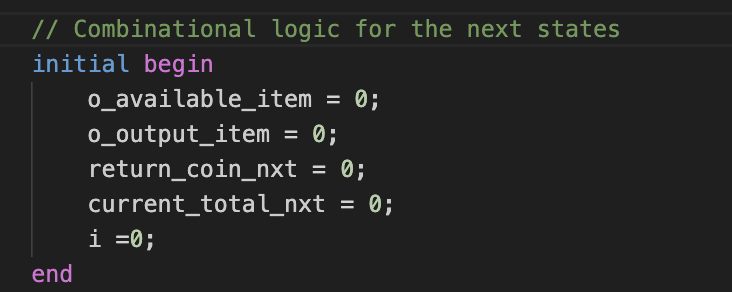 // Combinational logic for the next states
initial begin
    o_available_item = 0;
    o_output_item = 0;
    return_coin_nxt = 0;
    current_total_nxt = 0;
    i =0;
end